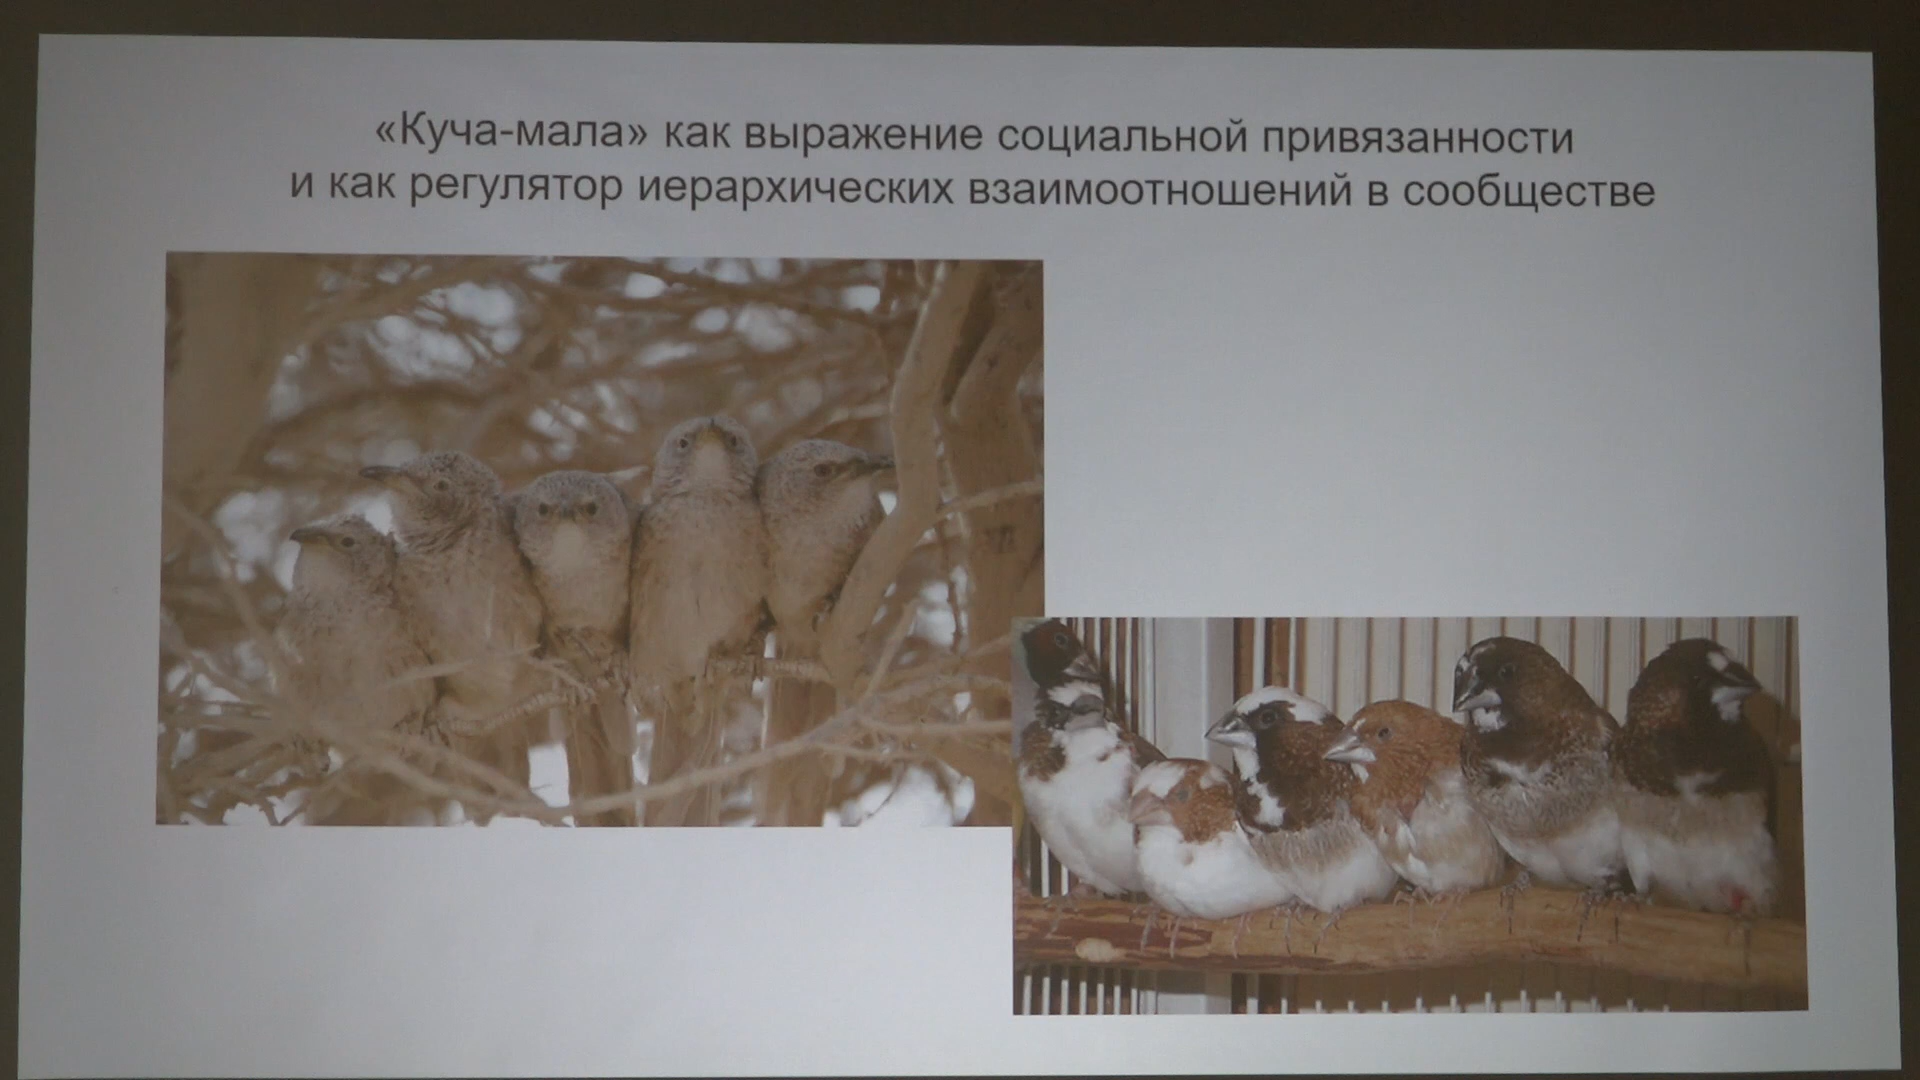 «Куча-мала» как выражение социальной привязанности
и как регулятор иерархических взаимоотношений в сообществе